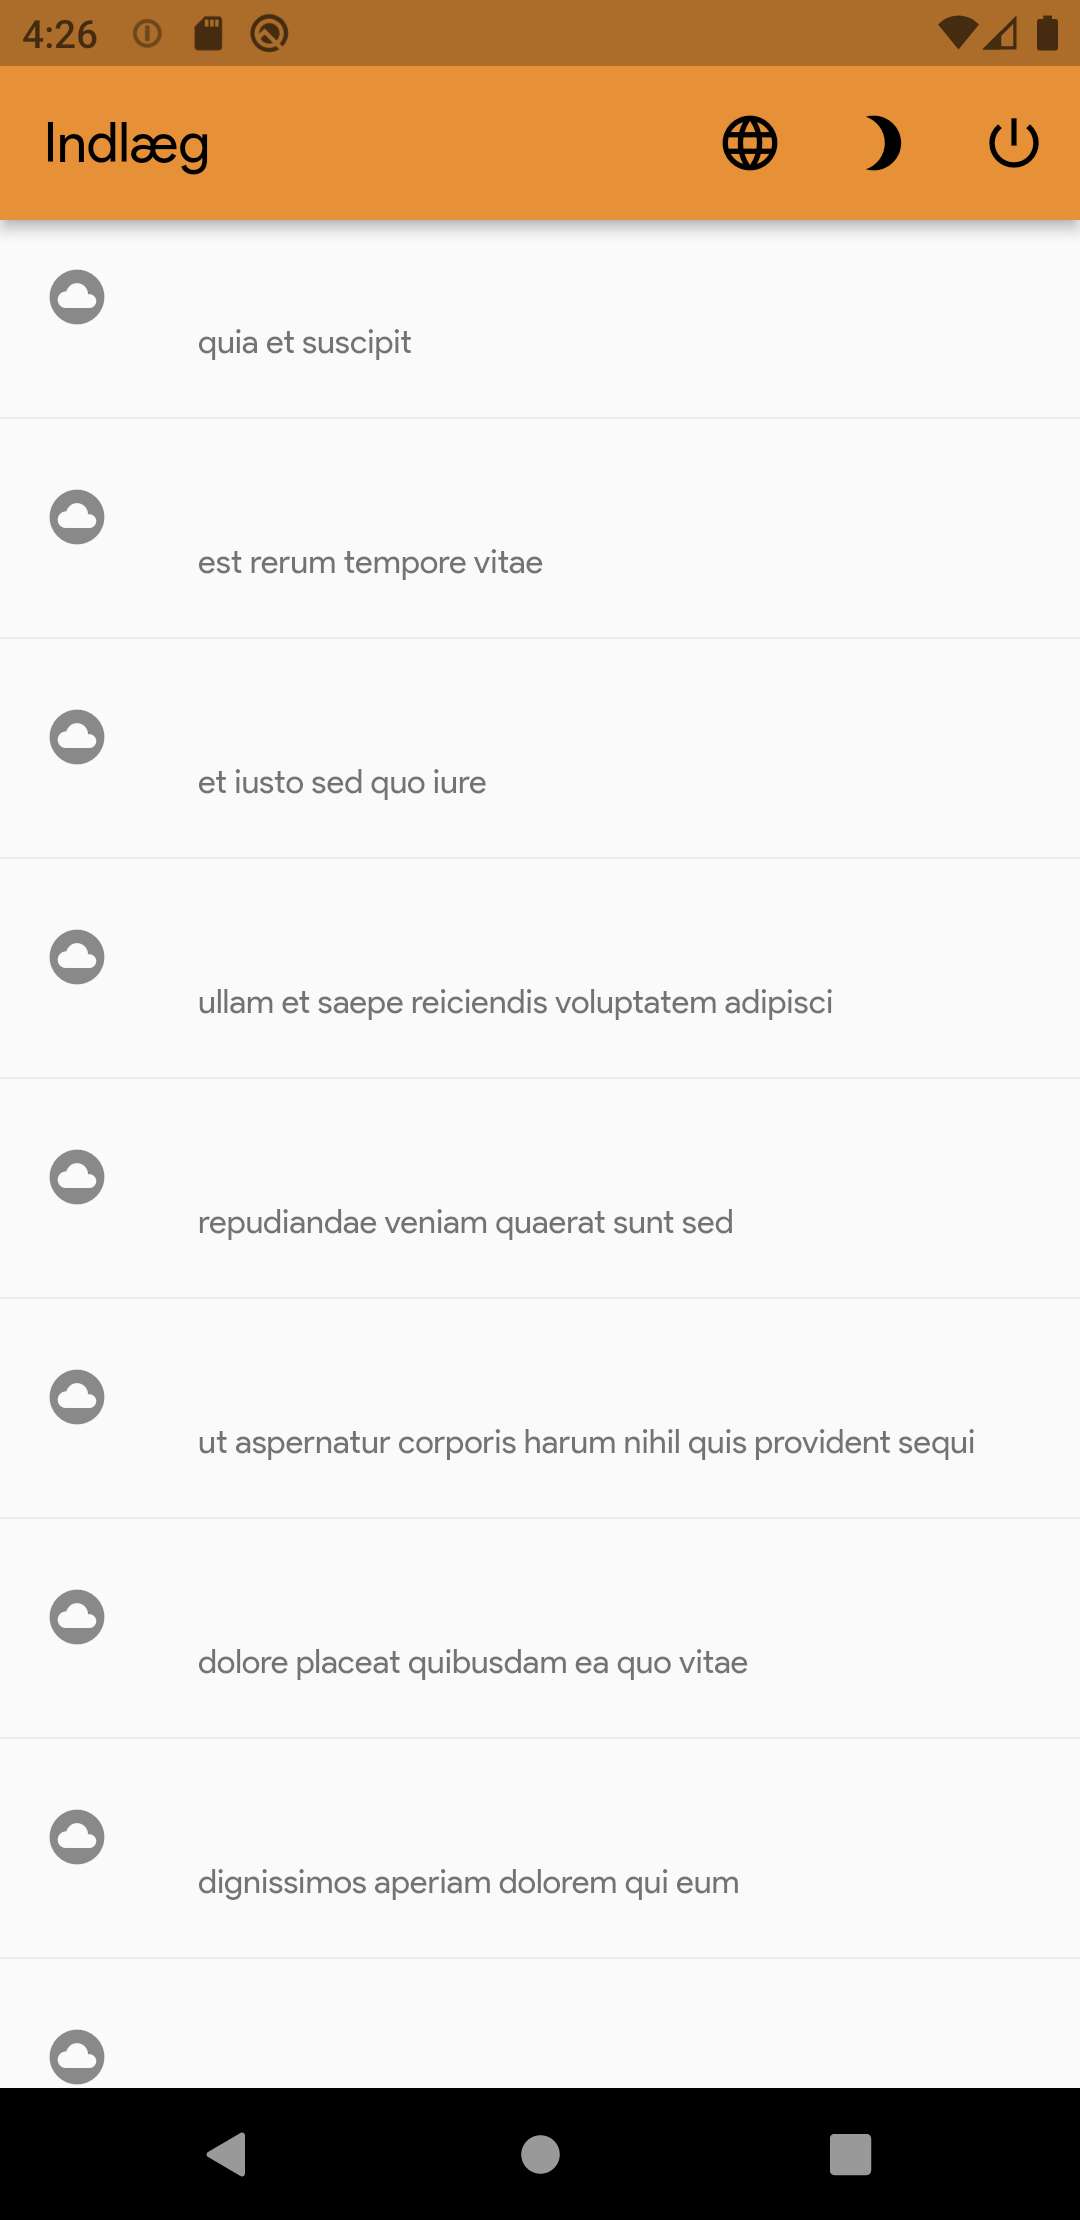 4:26
Indlæg
quia et suscipit
est rerum tempore vitae
et iusto sed quo iure
ullam et saepe reiciendis voluptatem adipisci
repudiandae veniam quaerat sunt sed
ut aspernatur corporis harum nihil quis provident sequi
dolore placeat quibusdam ea quo vitae
dignissimos aperiam dolorem qui eum